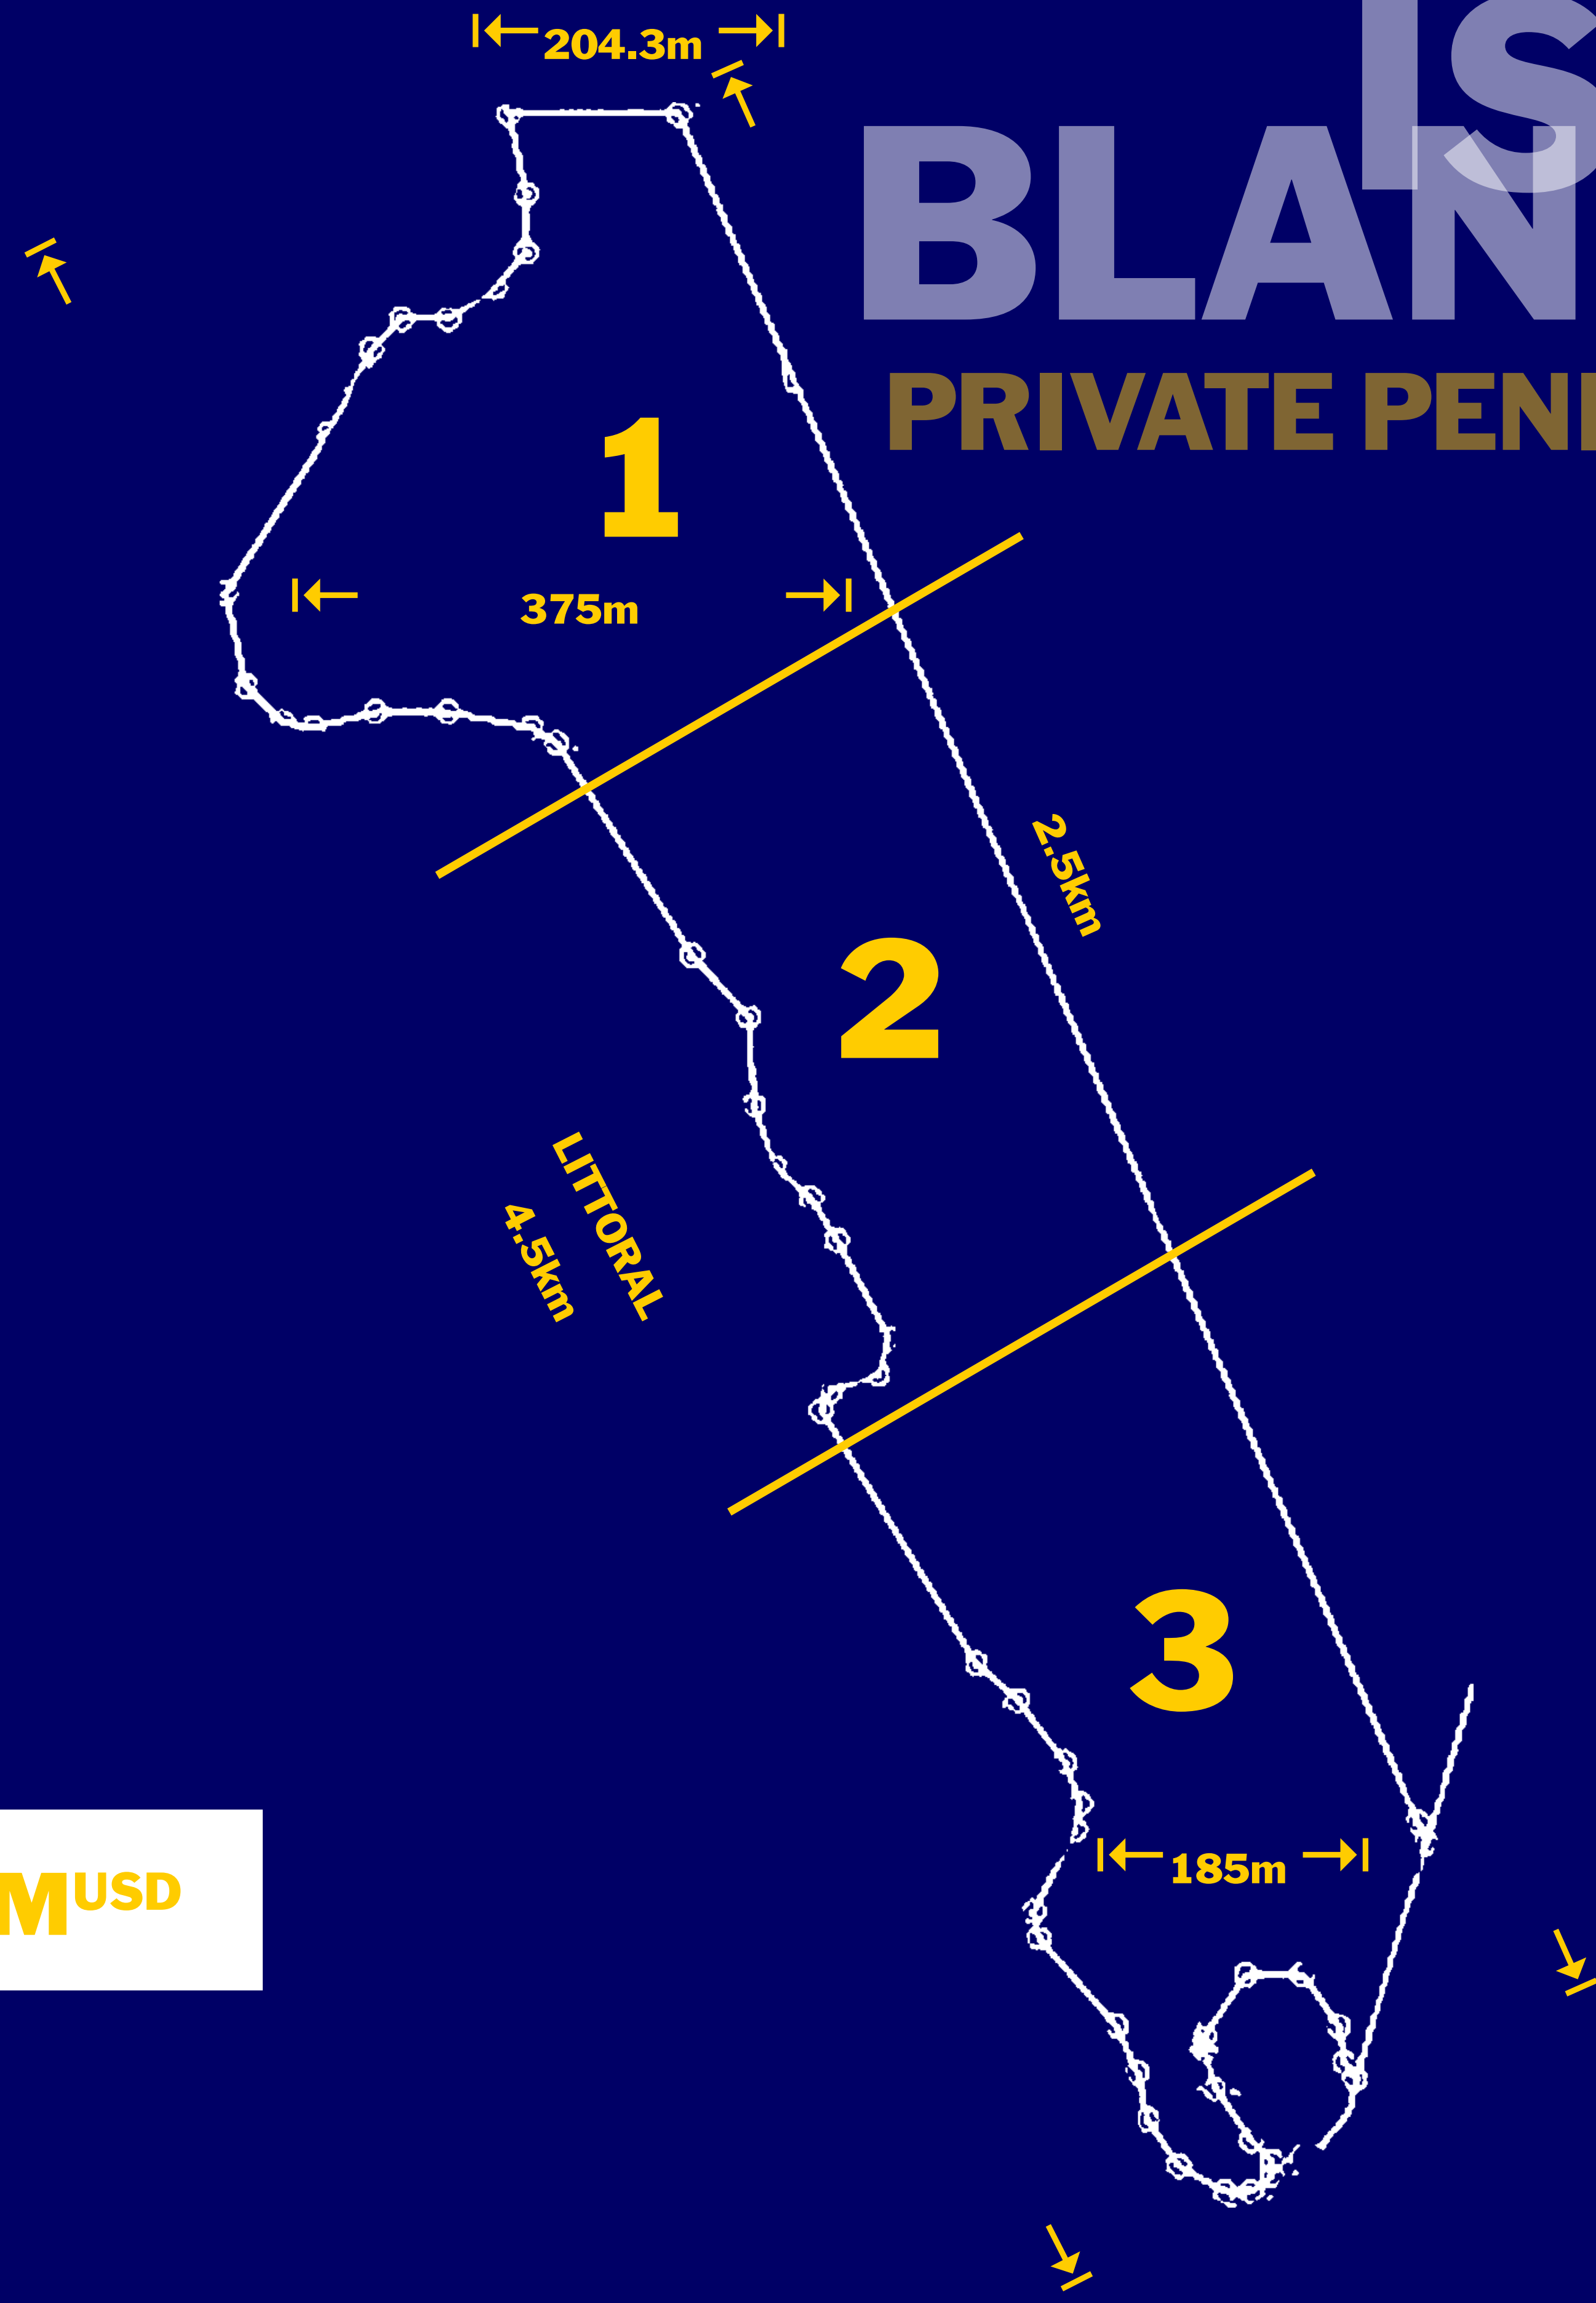 204.3m
IS
BLAN
PRIVATE PEN
1
375m
2.5km
2
LITTORAL
4.5km
3
185m
MUSD